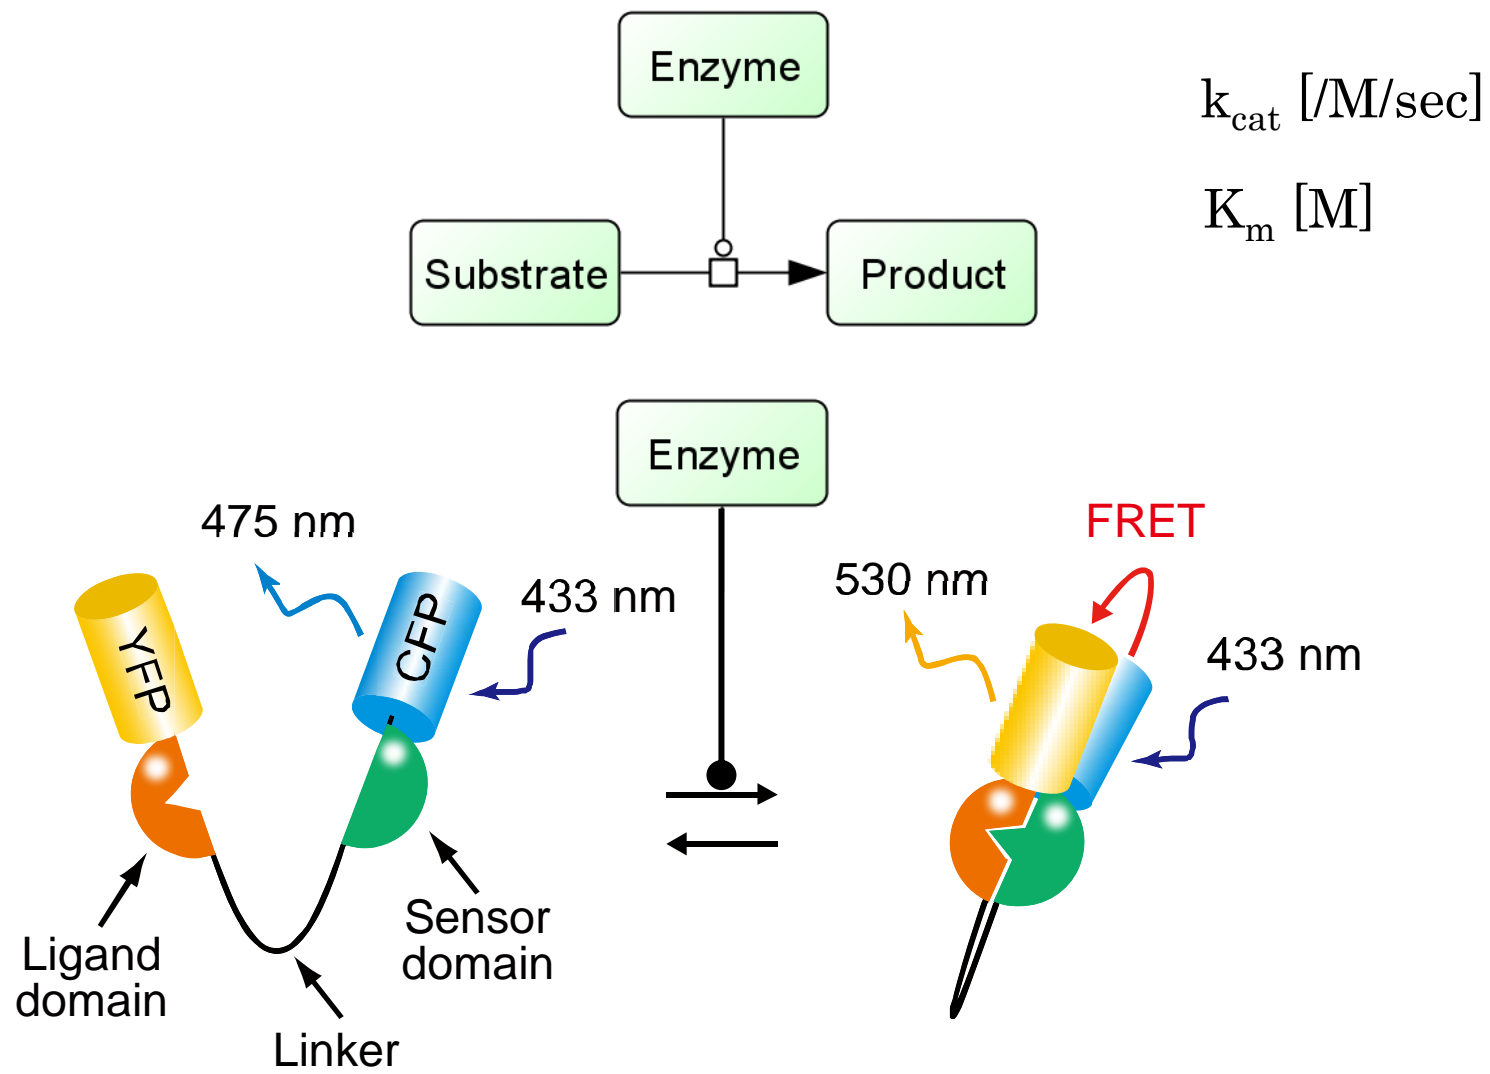 Enzyme
k_cat [/M/sec]
K_m [M]
Substrate
Product
Enzyme
475 nm
433 nm
YFP
CFP
FRET
530 nm
433 nm
Ligand
domain
Sensor
domain
Linker